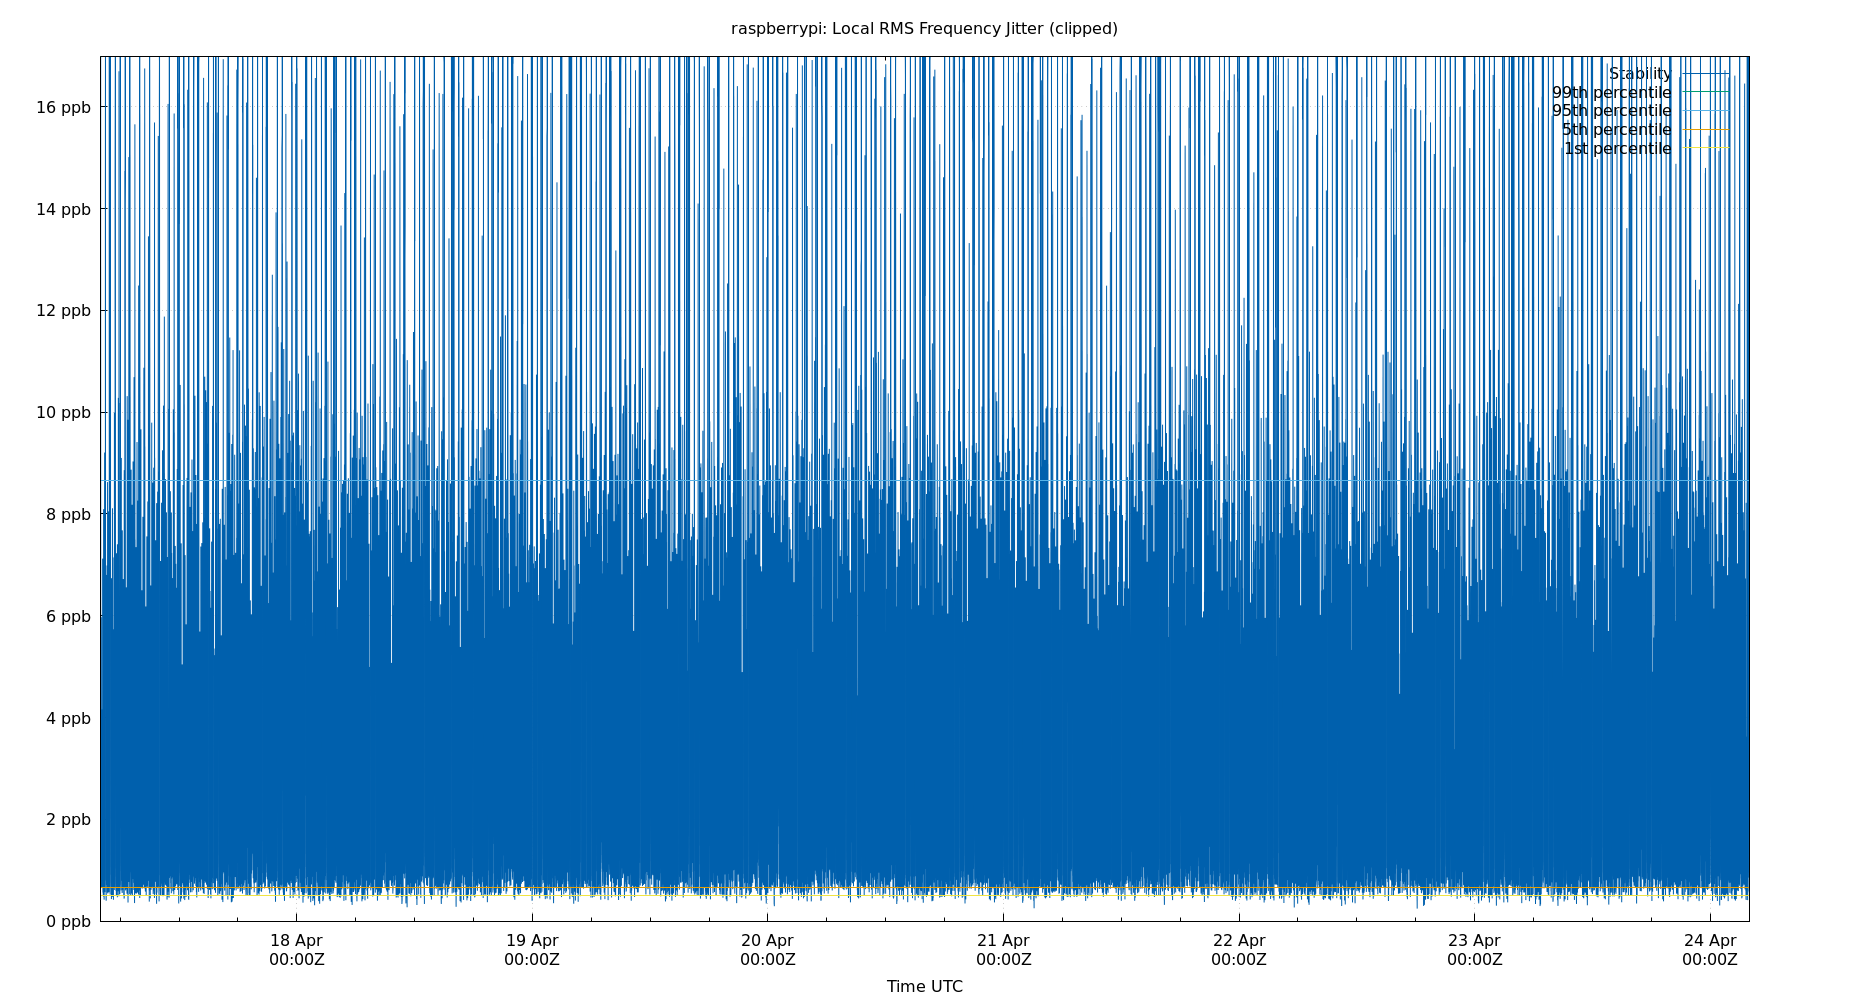 raspberrypi: Local RMS Frequency Jitter (clipped)
Stability
99th percentile
95th percentile
5th percentile
1st percentile
16 ppb
14 ppb
12 ppb
10 ppb
8 ppb
6 ppb
4 ppb
2 ppb
0 ppb
18 Apr 19 Apr 20 Apr 21 Apr 22 Apr 23 Apr 24 Apr
00:00Z 00:00Z 00:00Z 00:00Z 00:00Z 00:00Z 00:00Z
Time UTC